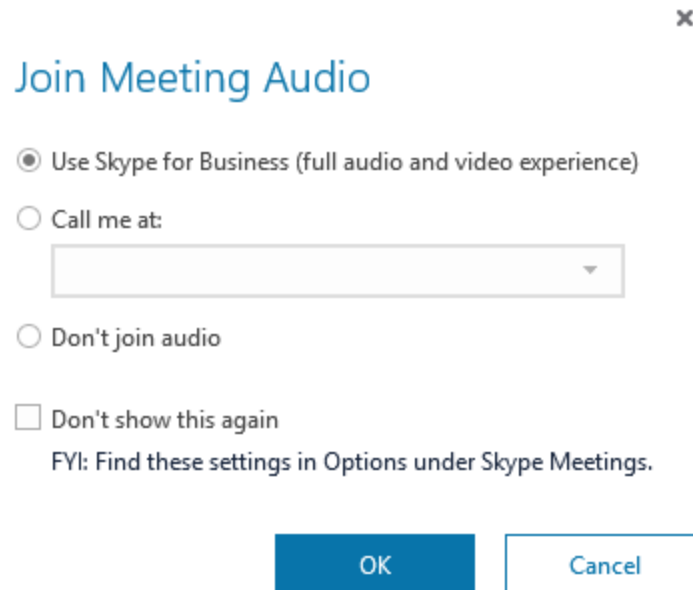 Join Meeting Audio
Use Skype for Business (full audio and video experience)
Call me at:
Don't join audio
Don't show this again
FYI: Find these settings in Options under Skype Meetings.
OK
Cancel